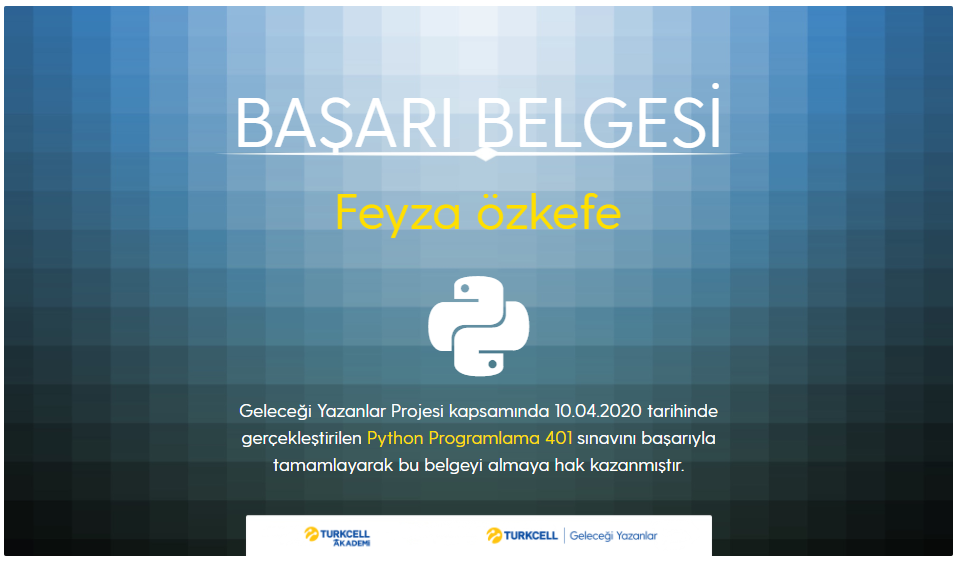 BAŞARI BELGESİ
Feyza özkefe
Geleceği Yazanlar Projesi kapsamında 10.04.2020 tarihinde
gerçekleştirilen Python Programlama 401 sınavını başarıyla
tamamlayarak bu belgeyi almaya hak kazanmıştır.
TURKCELL
AKADEMİ
TURKCELL | Geleceği Yazanlar